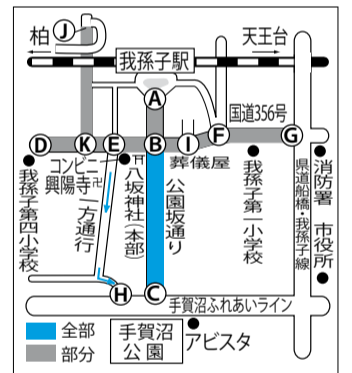 柏
天王台
我孫子駅
J
A
国道356号
D
K
E
B
I
F
G
コンビニ
興陽寺卍
一方通行
八坂神社(本部)
公園坂通り
葬儀屋
我孫子第四小学校
我孫子第一小学校
県道船橋・我孫子線
消防署
市役所
H
C
手賀沼ふれあいライン
全部
部分
手賀沼
公園
アビスタ